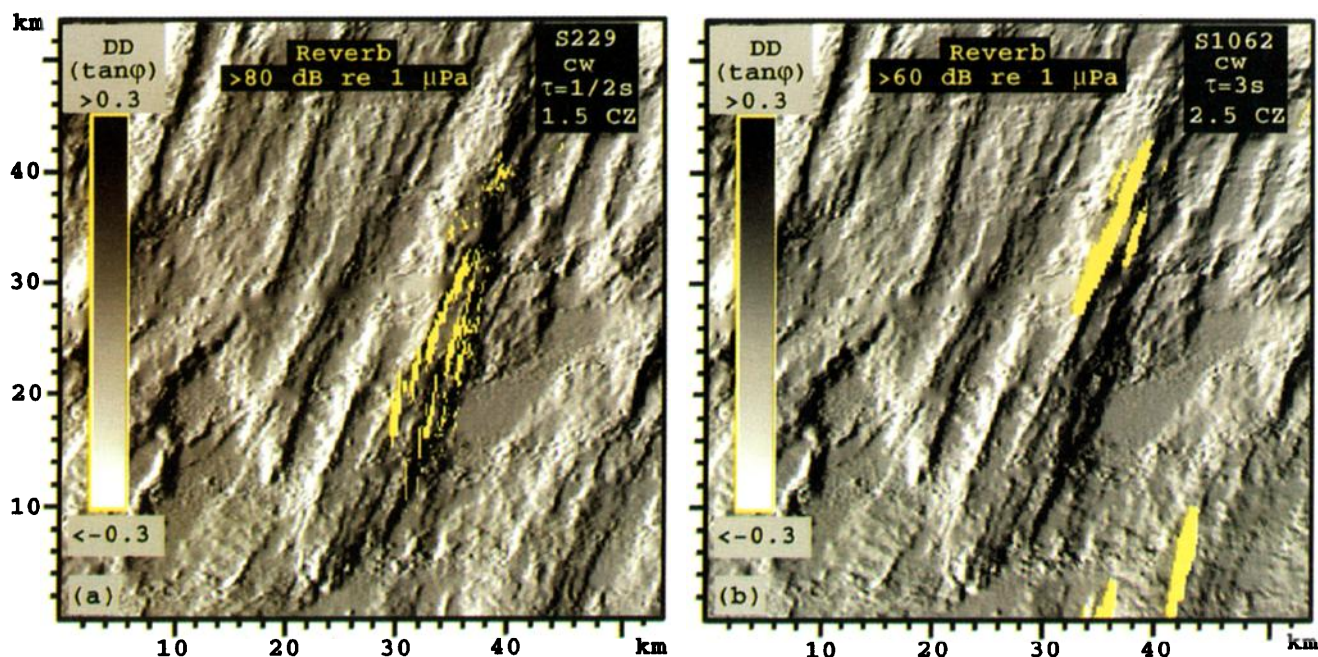 km
DD
(tanφ)
>0.3
Reverb
>80 dB re 1 μPa
S229
cw
τ=1/2s
1.5 CZ
40
30
20
10
<-0.3
(a)
10 20 30 40 km
DD
(tanφ)
>0.3
Reverb
>60 dB re 1 μPa
S1062
cw
τ=3s
2.5 CZ
<-0.3
(b)
10 20 30 40 km